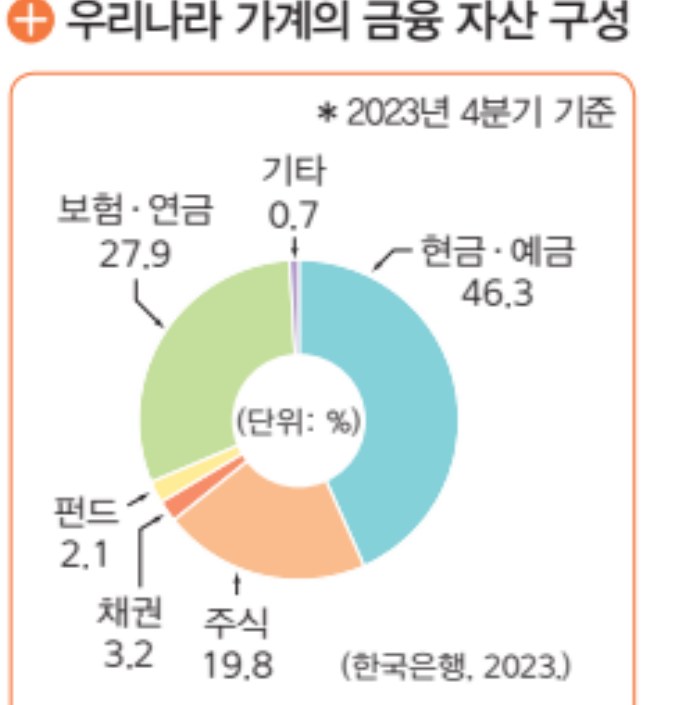 우리나라 가계의 금융 자산 구성
* 2023년 4분기 기준
기타
0.7
보험·연금
27.9
현금·예금
46.3
(단위: %)
펀드
2.1
채권
3.2
주식
19.8
(한국은행, 2023.)